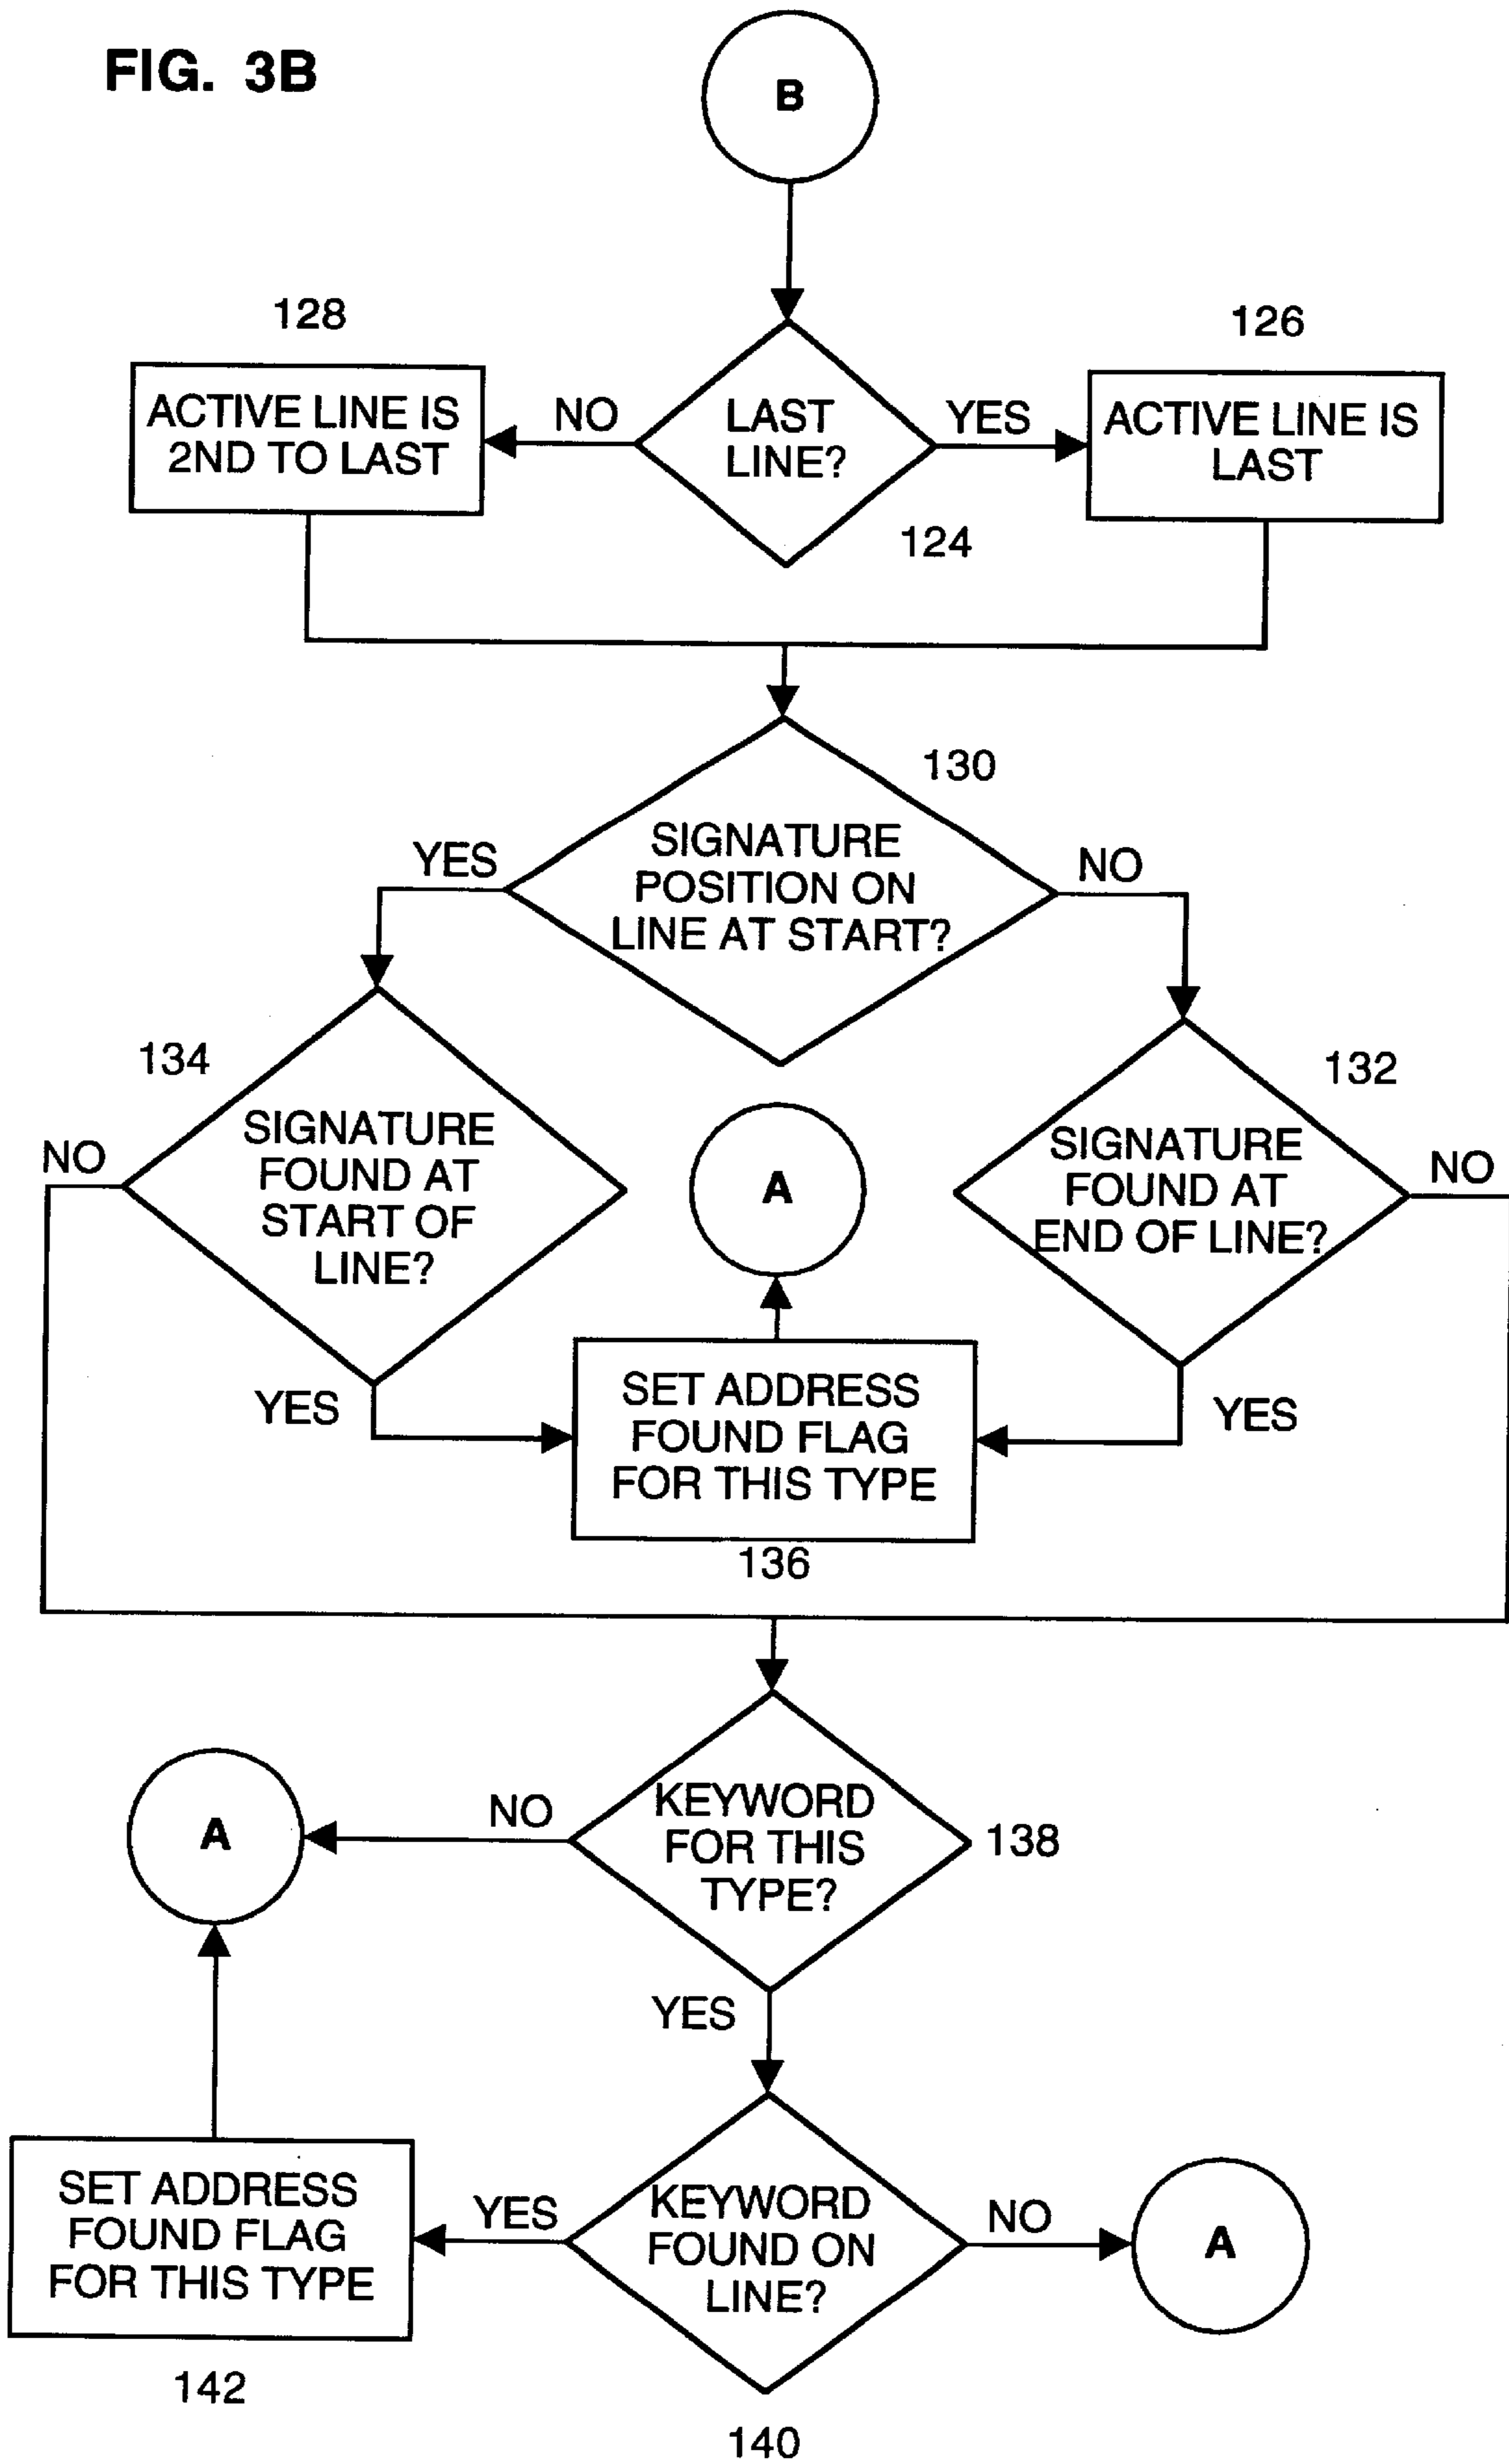 FIG. 3B
B
128
126
ACTIVE LINE IS
2ND TO LAST
NO
LAST
LINE?
YES
ACTIVE LINE IS
LAST
124
130
YES
SIGNATURE
POSITION ON
LINE AT START?
NO
134
132
NO
SIGNATURE
FOUND AT
START OF
LINE?
A
SIGNATURE
FOUND AT
END OF LINE?
NO
YES
SET ADDRESS
FOUND FLAG
FOR THIS TYPE
YES
136
A
NO
KEYWORD
FOR THIS
TYPE?
138
YES
SET ADDRESS
FOUND FLAG
FOR THIS TYPE
YES
KEYWORD
FOUND ON
LINE?
NO
A
142
140